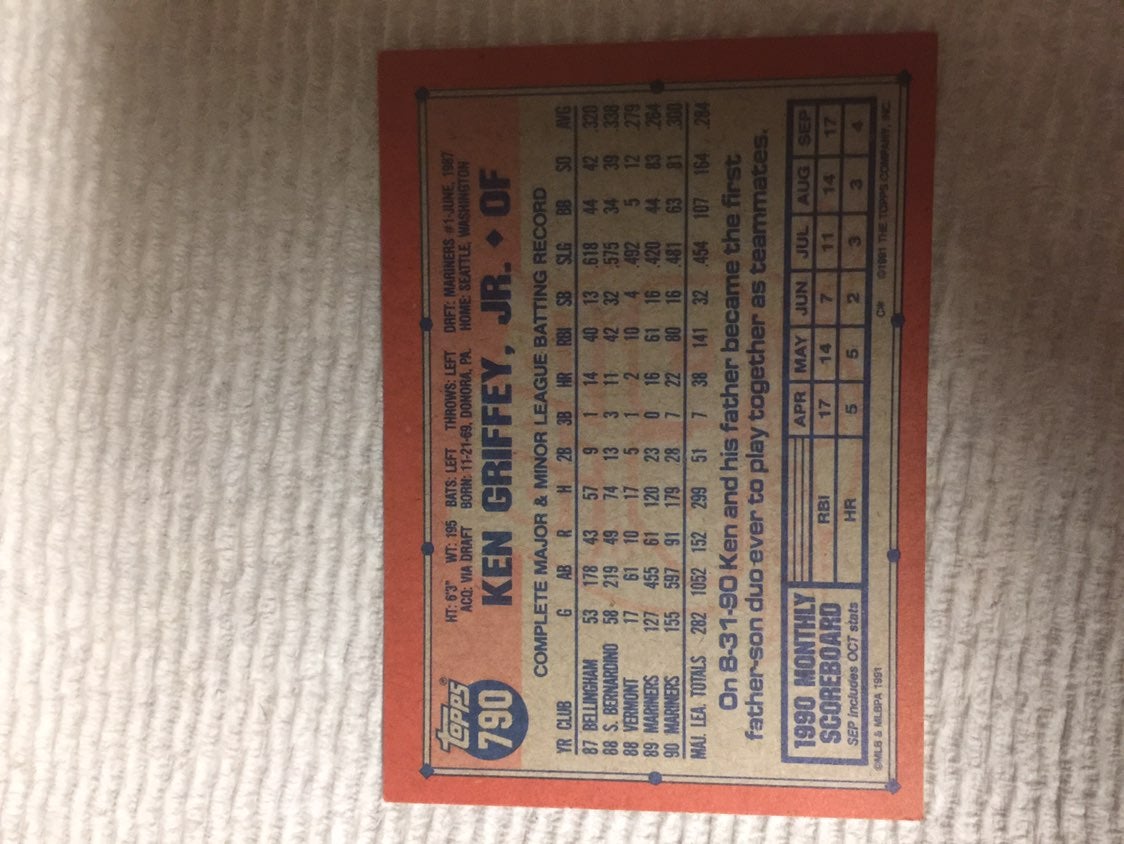 Topps®
790
HT: 6'3" WT: 195 BATS: LEFT THROWS: LEFT DRFT: MARINERS #1-JUNE, 1987
ACQ: VIA DRAFT BORN: 11-21-69, DONORA, PA. HOME: SEATTLE, WASHINGTON
KEN GRIFFEY, JR. ♦ OF
COMPLETE MAJOR & MINOR LEAGUE BATTING RECORD
YR CLUB G AB R H 2B 3B HR RBI SB SLG BB SO AVG
87 BELLINGHAM 53 178 43 57 9 1 14 40 13 .618 44 42 .320
88 S. BERNARDINO 58 219 49 74 13 3 11 42 32 .575 34 39 .338
88 VERMONT 17 61 10 17 5 1 2 10 4 .492 5 12 .279
89 MARINERS 127 455 61 120 23 0 16 61 16 .420 44 83 .264
90 MARINERS 155 597 91 179 28 7 22 80 16 .481 63 81 .300
MAJ. LEA. TOTALS 282 1052 152 299 51 7 38 141 32 .454 107 164 .284
On 8-31-90 Ken and his father became the first
father-son duo ever to play together as teammates.
1990 MONTHLY
SCOREBOARD
SEP includes OCT stats
APR MAY JUN JUL AUG SEP
RBI 17 14 7 11 14 17
HR 5 5 2 3 3 4
©MLB & MLBPA 1991 C* ©1991 THE TOPPS COMPANY, INC.